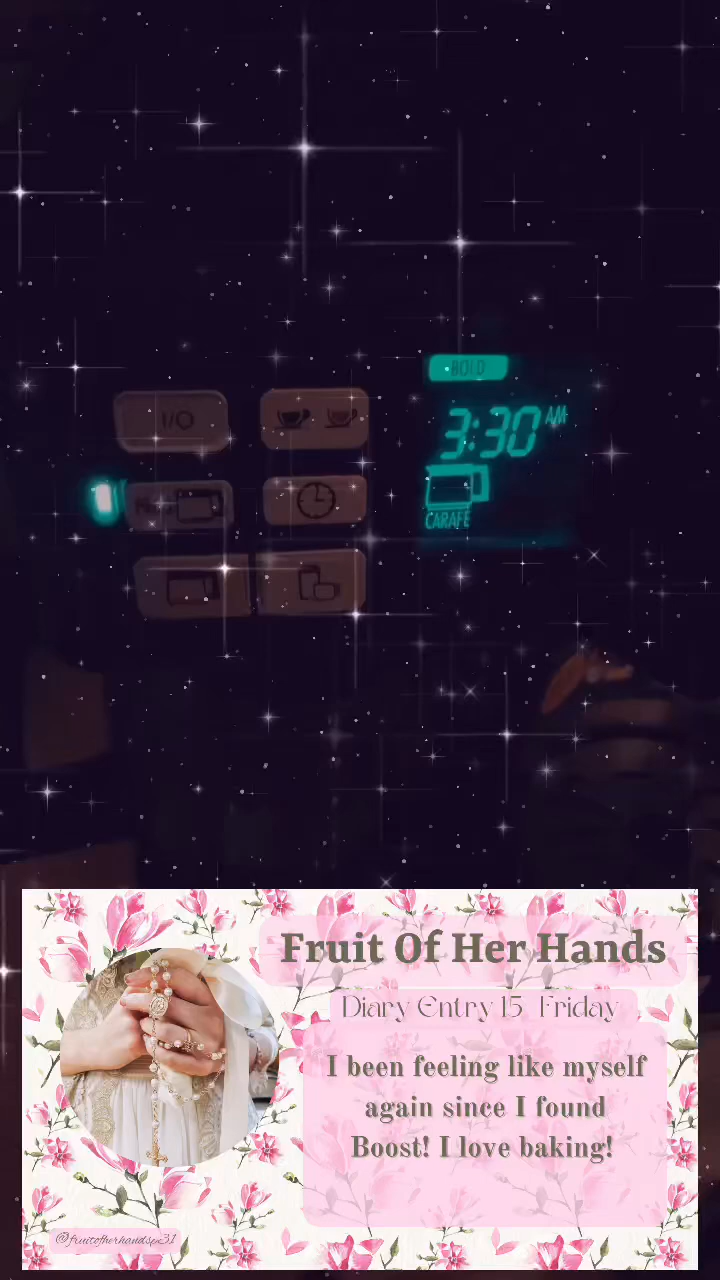 BOLD
I/O
3:30 AM
CARAFE
Fruit Of Her Hands
Diary Entry 15 Friday
I been feeling like myself
again since I found
Boost! I love baking!
@fruitofherhandspx31